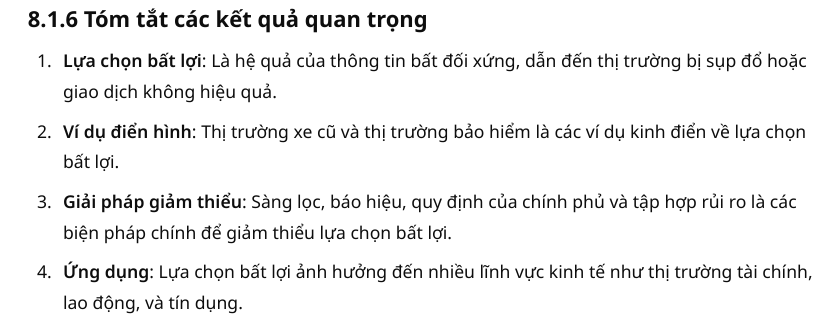 8.1.6 Tóm tắt các kết quả quan trọng
1. Lựa chọn bất lợi: Là hệ quả của thông tin bất đối xứng, dẫn đến thị trường bị sụp đổ hoặc
giao dịch không hiệu quả.
2. Ví dụ điển hình: Thị trường xe cũ và thị trường bảo hiểm là các ví dụ kinh điển về lựa chọn
bất lợi.
3. Giải pháp giảm thiểu: Sàng lọc, báo hiệu, quy định của chính phủ và tập hợp rủi ro là các
biện pháp chính để giảm thiểu lựa chọn bất lợi.
4. Ứng dụng: Lựa chọn bất lợi ảnh hưởng đến nhiều lĩnh vực kinh tế như thị trường tài chính,
lao động, và tín dụng.